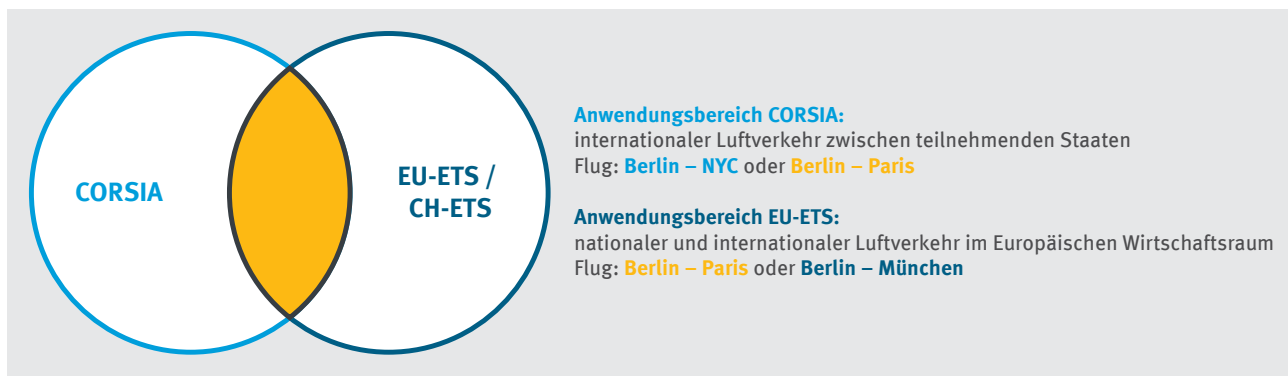 CORSIA
EU-ETS /
CH-ETS
Anwendungsbereich CORSIA:
internationaler Luftverkehr zwischen teilnehmenden Staaten
Flug: Berlin – NYC oder Berlin – Paris
Anwendungsbereich EU-ETS:
nationaler und internationaler Luftverkehr im Europäischen Wirtschaftsraum
Flug: Berlin – Paris oder Berlin – München